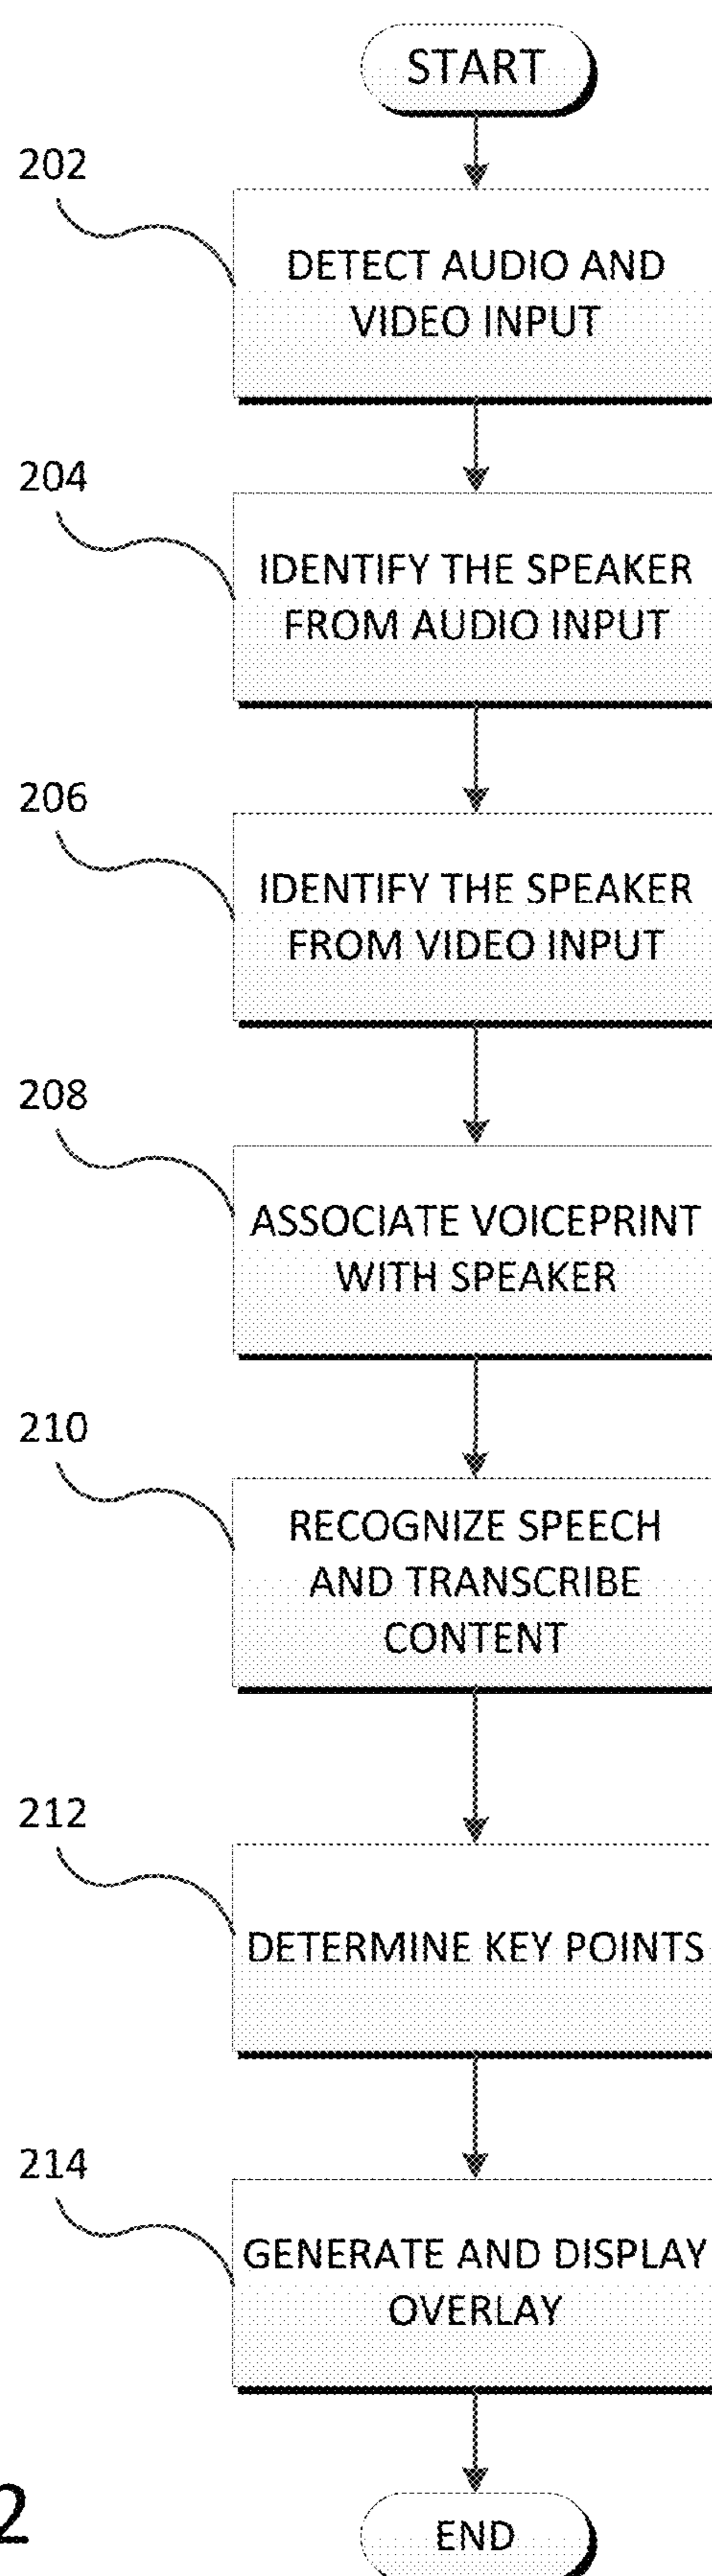 START
202
DETECT AUDIO AND
VIDEO INPUT
204
IDENTIFY THE SPEAKER
FROM AUDIO INPUT
206
IDENTIFY THE SPEAKER
FROM VIDEO INPUT
208
ASSOCIATE VOICEPRINT
WITH SPEAKER
210
RECOGNIZE SPEECH
AND TRANSCRIBE
CONTENT
212
DETERMINE KEY POINTS
214
GENERATE AND DISPLAY
OVERLAY
2
END